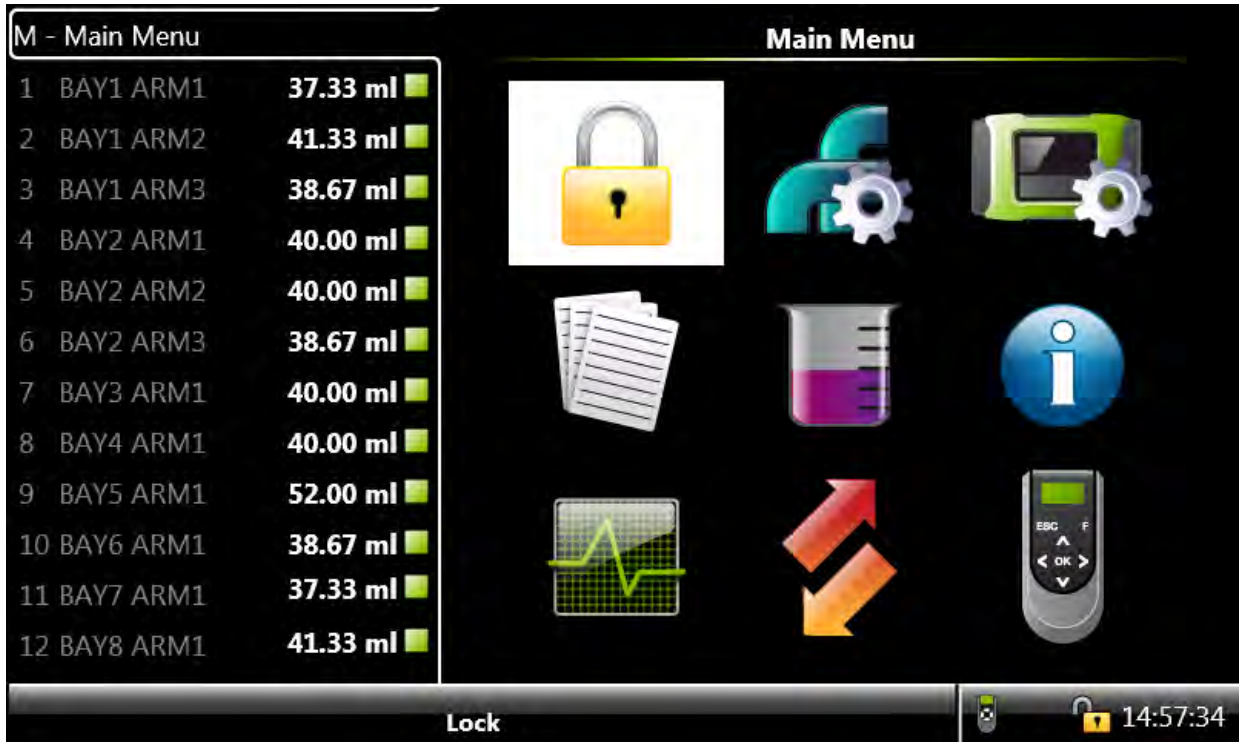 M - Main Menu
Main Menu
1 BAY1 ARM1 37.33 ml
2 BAY1 ARM2 41.33 ml
3 BAY1 ARM3 38.67 ml
4 BAY2 ARM1 40.00 ml
5 BAY2 ARM2 40.00 ml
6 BAY2 ARM3 38.67 ml
7 BAY3 ARM1 40.00 ml
8 BAY4 ARM1 40.00 ml
9 BAY5 ARM1 52.00 ml
10 BAY6 ARM1 38.67 ml
11 BAY7 ARM1 37.33 ml
12 BAY8 ARM1 41.33 ml
ESC F
OK
Lock
14:57:34